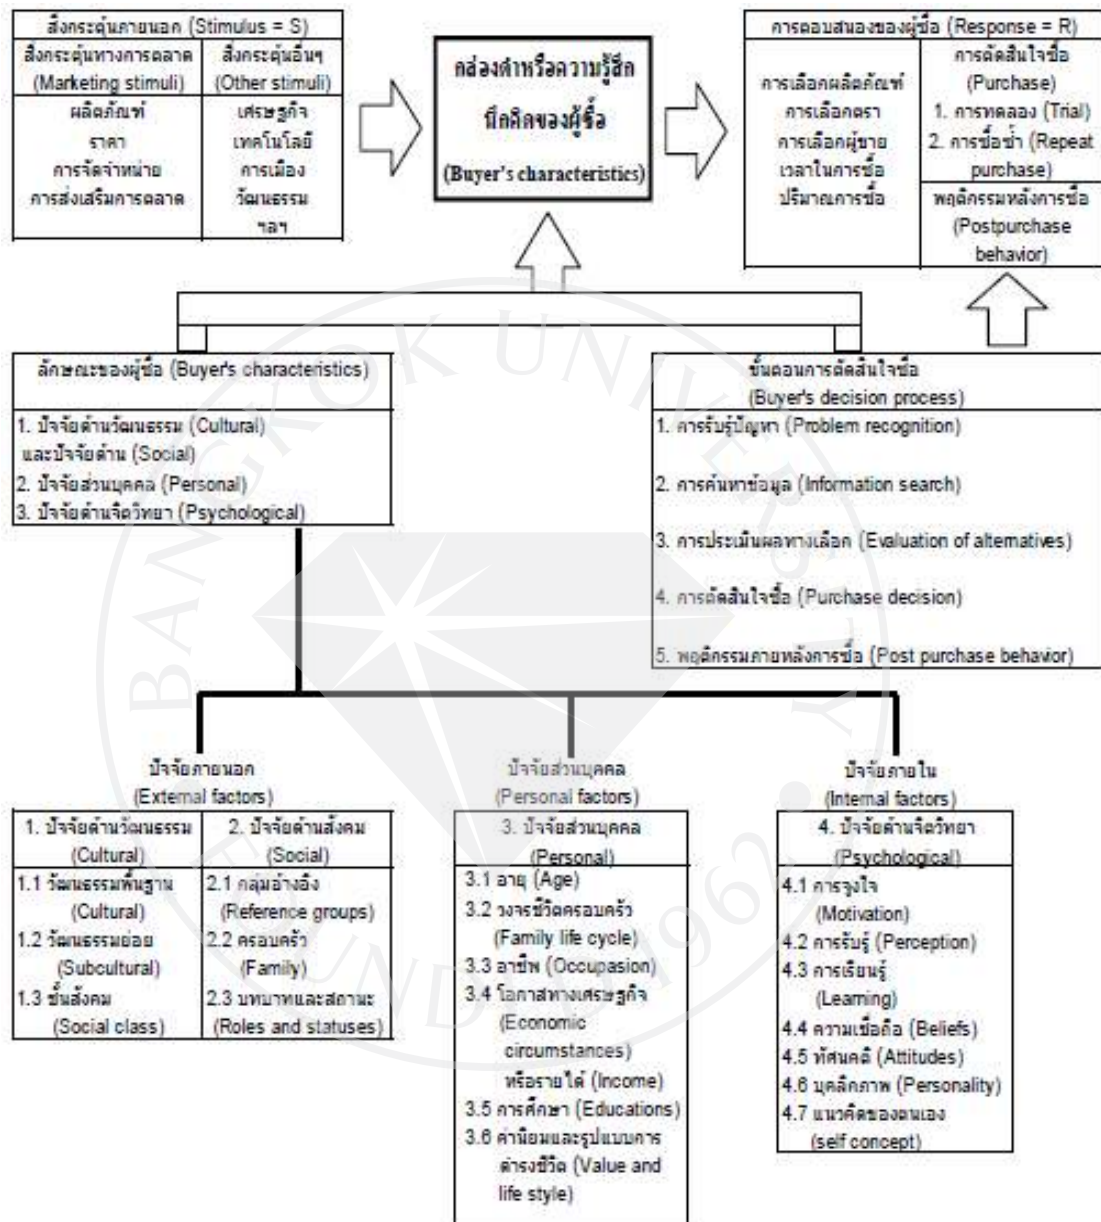 สิ่งกระตุ้นภายนอก (Stimulus = S)
สิ่งกระตุ้นทางการตลาด
(Marketing stimuli)
สิ่งกระตุ้นอื่นๆ
(Other stimuli)
ผลิตภัณฑ์
ราคา
การจัดจำหน่าย
การส่งเสริมการตลาด
เศรษฐกิจ
เทคโนโลยี
การเมือง
วัฒนธรรม
ฯลฯ
กล่องดำหรือความรู้สึก
นึกคิดของผู้ซื้อ
(Buyer's characteristics)
การตอบสนองของผู้ซื้อ (Response = R)
การเลือกผลิตภัณฑ์
การเลือกตรา
การเลือกผู้ขาย
เวลาในการซื้อ
ปริมาณการซื้อ
การตัดสินใจซื้อ
(Purchase)
1. การทดลอง (Trial)
2. การซื้อซ้ำ (Repeat
purchase)
พฤติกรรมหลังการซื้อ
(Postpurchase
behavior)
ลักษณะของผู้ซื้อ (Buyer's characteristics)
1. ปัจจัยด้านวัฒนธรรม (Cultural)
และปัจจัยด้าน (Social)
2. ปัจจัยส่วนบุคคล (Personal)
3. ปัจจัยด้านจิตวิทยา (Psychological)
ขั้นตอนการตัดสินใจซื้อ
(Buyer's decision process)
1. การรับรู้ปัญหา (Problem recognition)
2. การค้นหาข้อมูล (Information search)
3. การประเมินผลทางเลือก (Evaluation of alternatives)
4. การตัดสินใจซื้อ (Purchase decision)
5. พฤติกรรมภายหลังการซื้อ (Post purchase behavior)
ปัจจัยภายนอก
(External factors)
1. ปัจจัยด้านวัฒนธรรม
(Cultural)
2. ปัจจัยด้านสังคม
(Social)
1.1 วัฒนธรรมพื้นฐาน
(Cultural)
1.2 วัฒนธรรมย่อย
(Subcultural)
1.3 ชั้นสังคม
(Social class)
2.1 กลุ่มอ้างอิง
(Reference groups)
2.2 ครอบครัว
(Family)
2.3 บทบาทและสถานะ
(Roles and statuses)
ปัจจัยส่วนบุคคล
(Personal factors)
3. ปัจจัยส่วนบุคคล
(Personal)
3.1 อายุ (Age)
3.2 วงจรชีวิตครอบครัว
(Family life cycle)
3.3 อาชีพ (Occupasion)
3.4 โอกาสทางเศรษฐกิจ
(Economic
circumstances)
หรือรายได้ (Income)
3.5 การศึกษา (Educations)
3.6 ค่านิยมและรูปแบบการ
ดำรงชีวิต (Value and
life style)
ปัจจัยภายใน
(Internal factors)
4. ปัจจัยด้านจิตวิทยา
(Psychological)
4.1 การจูงใจ
(Motivation)
4.2 การรับรู้ (Perception)
4.3 การเรียนรู้
(Learning)
4.4 ความเชื่อถือ (Beliefs)
4.5 ทัศนคติ (Attitudes)
4.6 บุคลิกภาพ (Personality)
4.7 แนวคิดของตนเอง
(self concept)
BANGKOK UNIVERSITY
FOUNDED 1962